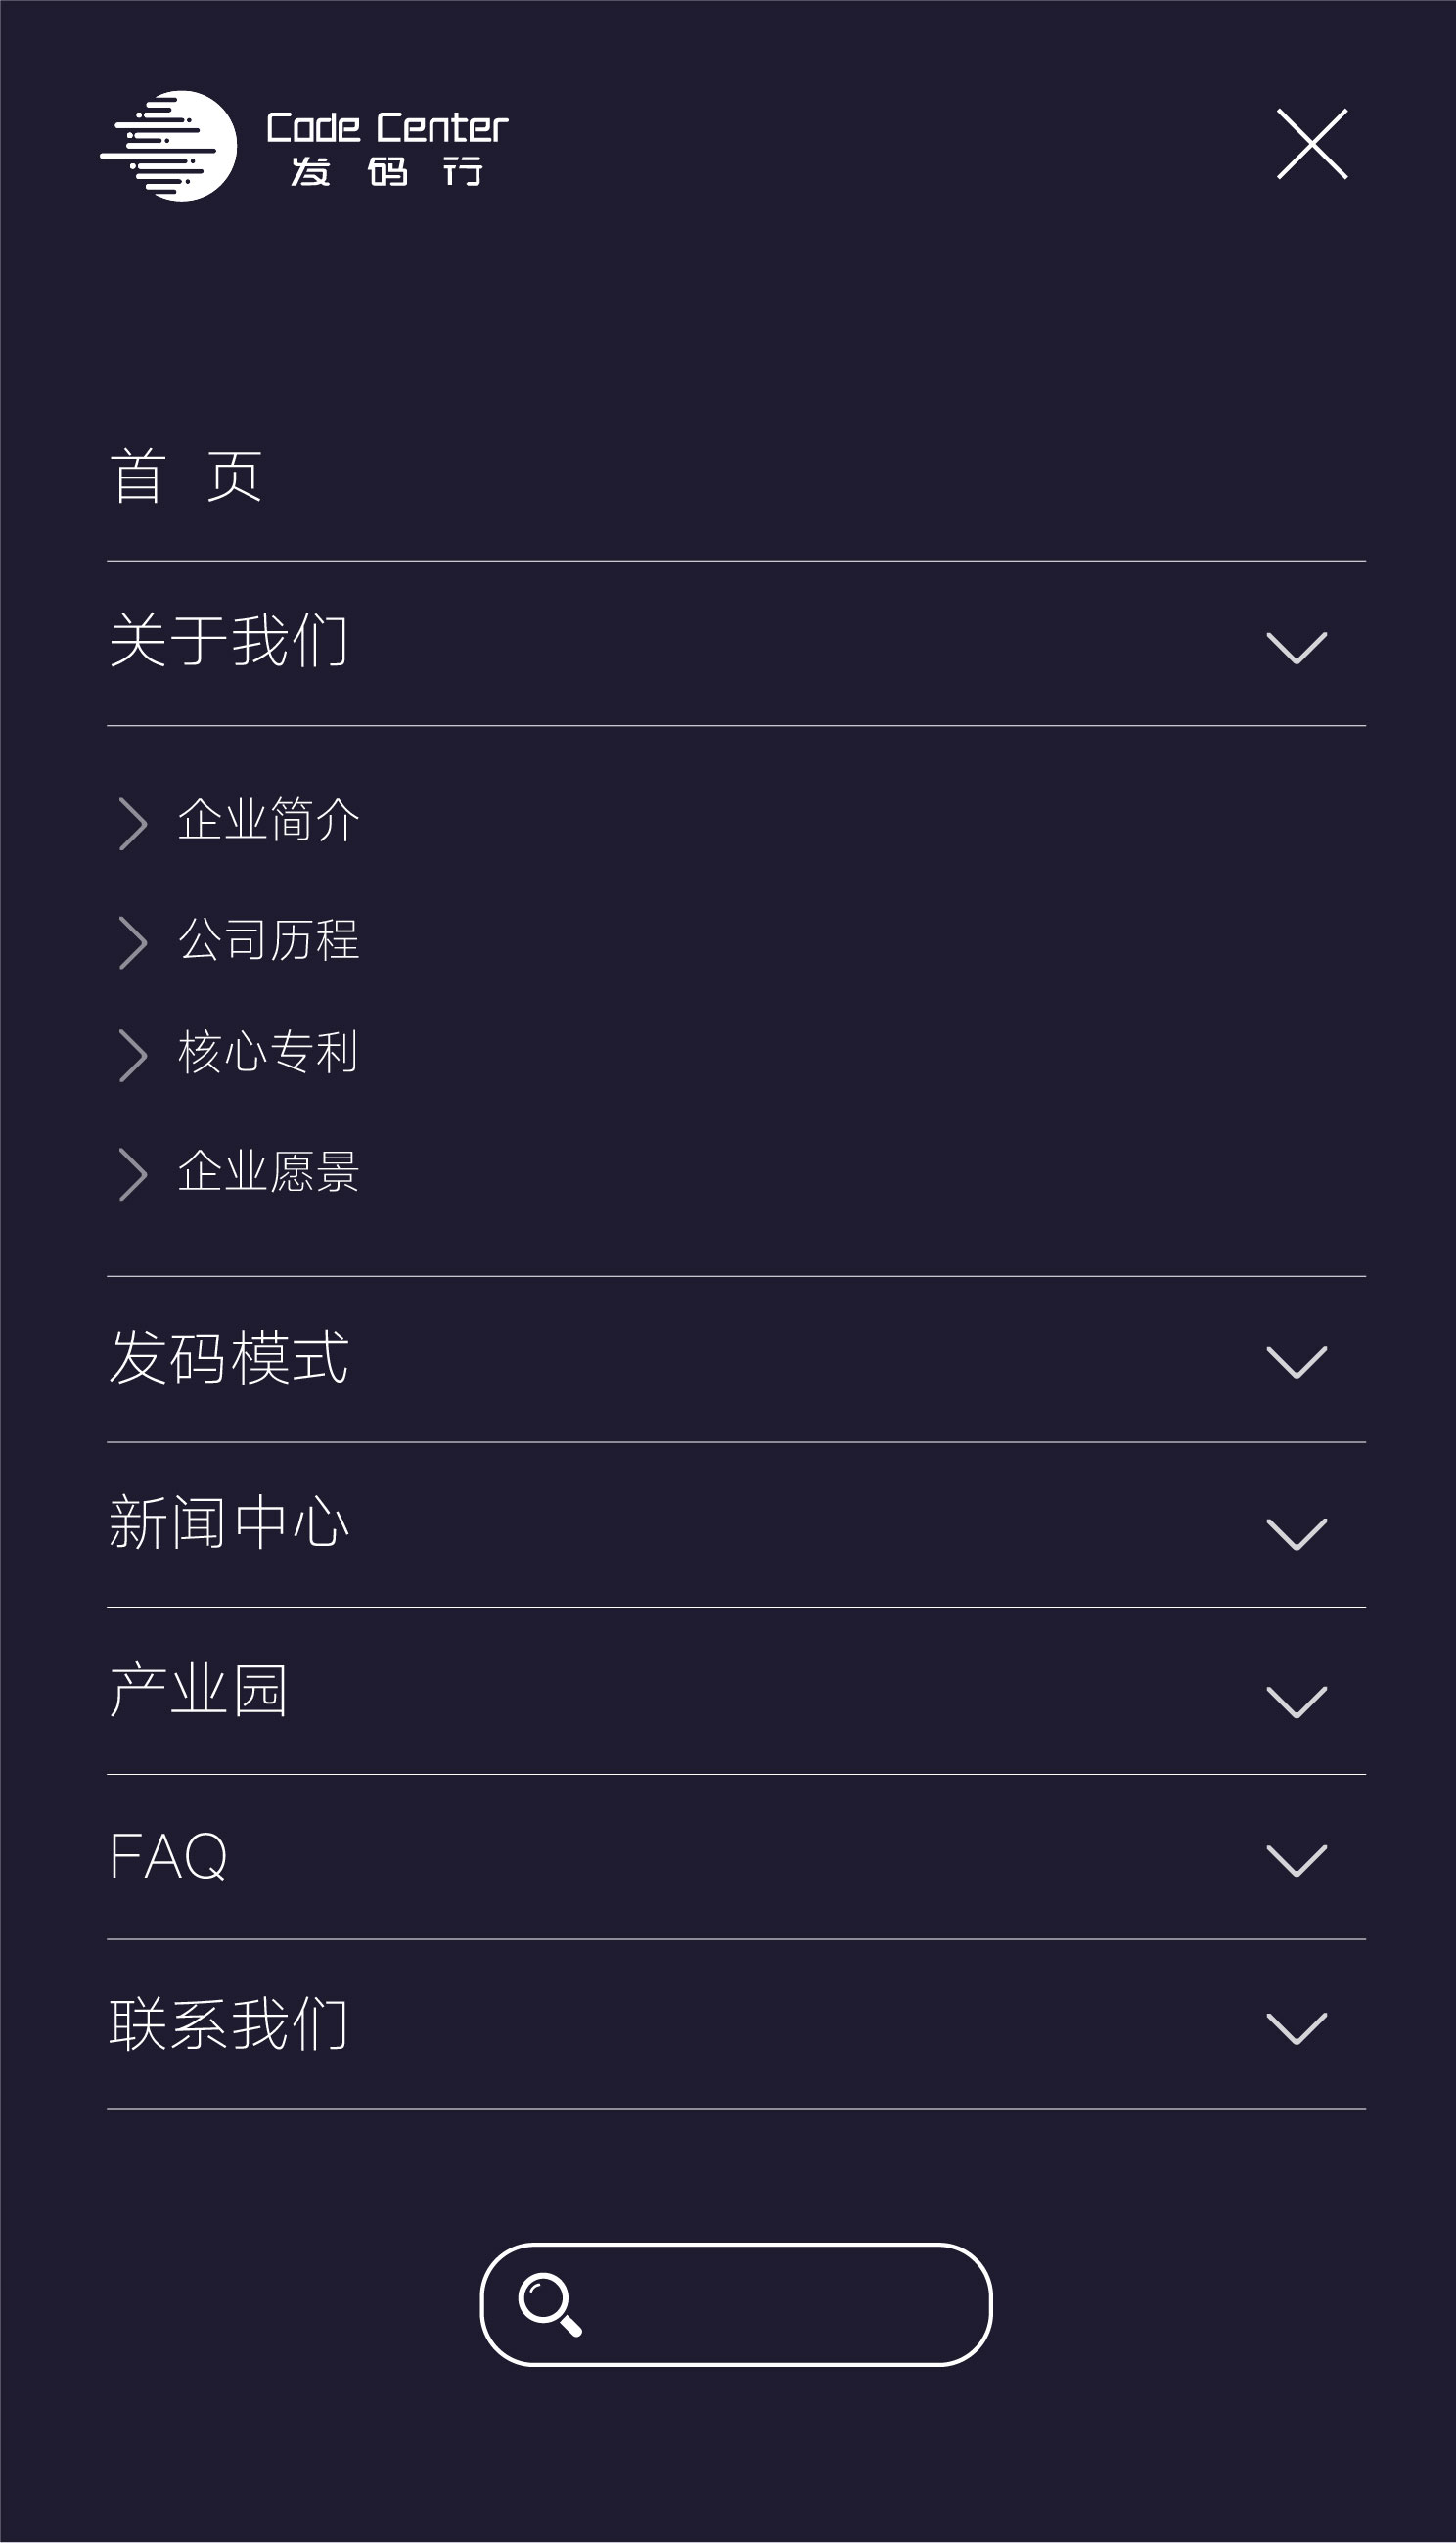 Code Center
发码行
首 页
关于我们
企业简介
公司历程
核心专利
企业愿景
发码模式
新闻中心
产业园
FAQ
联系我们